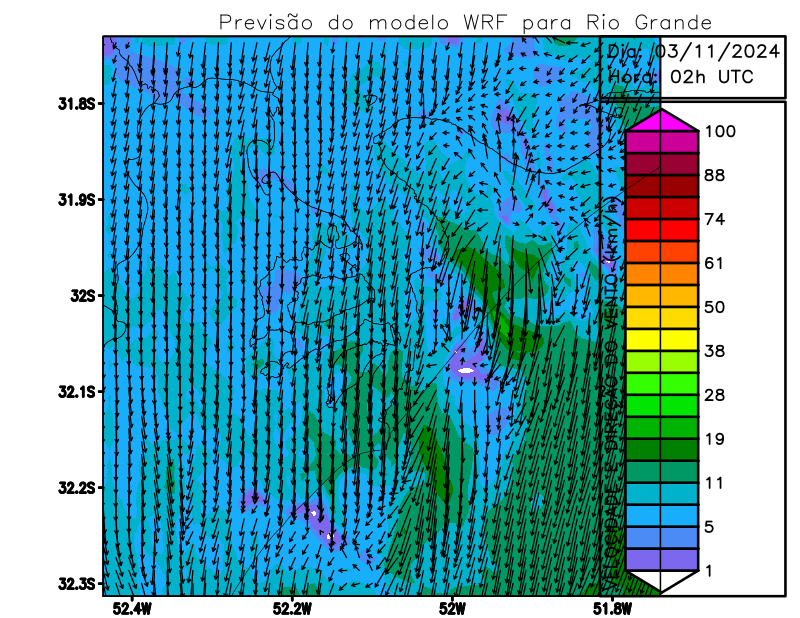 Previsão do modelo WRF para Rio Grande
Dia: 03/11/2024
Hora: 02h UTC
31.8S
31.9S
32S
32.1S
32.2S
32.3S
52.4W
52.2W
52W
51.8W
VELOCIDADE E DIREÇÃO DO VENTO (km/h)
100
88
74
61
50
38
28
19
11
5
1